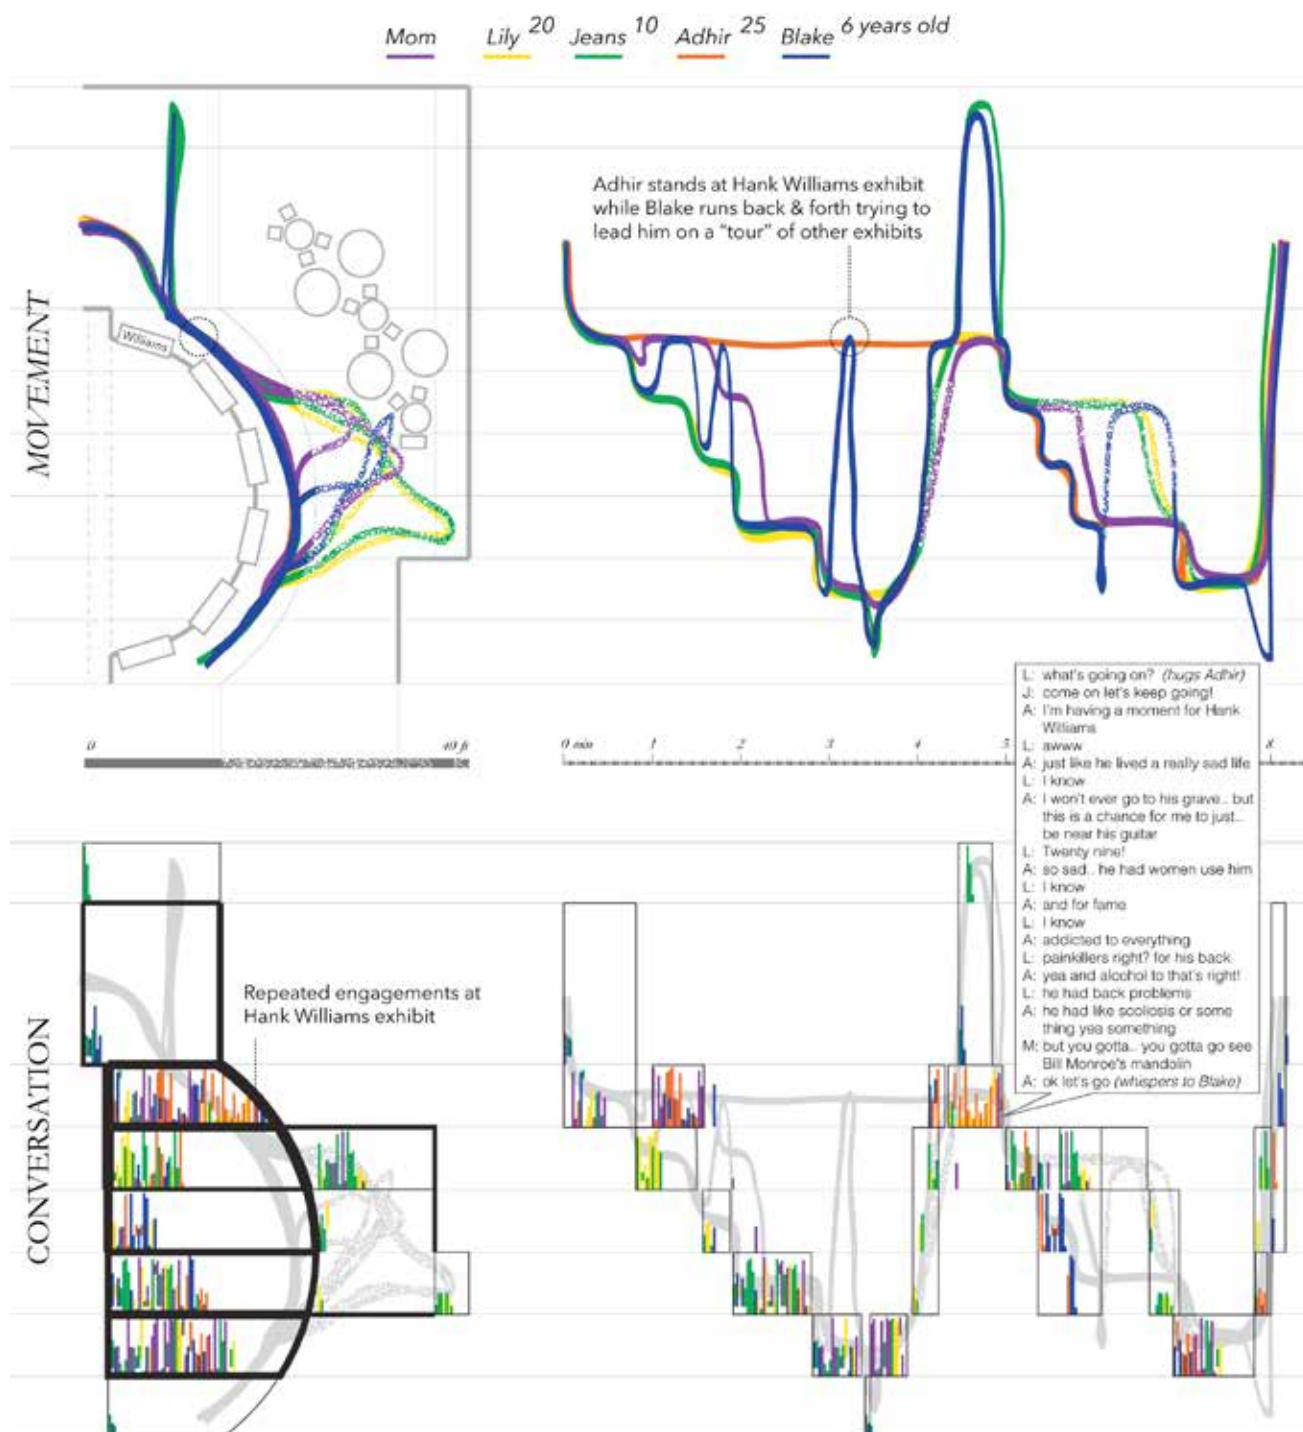 Mom Lily 20 Jeans 10 Adhir 25 Blake 6 years old
MOVEMENT
Williams
Adhir stands at Hank Williams exhibit
while Blake runs back & forth trying to
lead him on a "tour" of other exhibits
0 40 ft
0 min 1 2 3 4 5 8
L: what's going on? (hugs Adhir)
J: come on let's keep going!
A: I'm having a moment for Hank
Williams
L: awww
A: just like he lived a really sad life
L: I know
A: I won't ever go to his grave.. but
this is a chance for me to just..
be near his guitar
L: Twenty nine!
A: so sad.. he had women use him
L: I know
A: and for fame
L: I know
A: addicted to everything
L: painkillers right? for his back
A: yea and alcohol to that's right!
L: he had back problems
A: he had like scoliosis or some
thing yea something
M: but you gotta.. you gotta go see
Bill Monroe's mandolin
A: ok let's go (whispers to Blake)
CONVERSATION
Repeated engagements at
Hank Williams exhibit